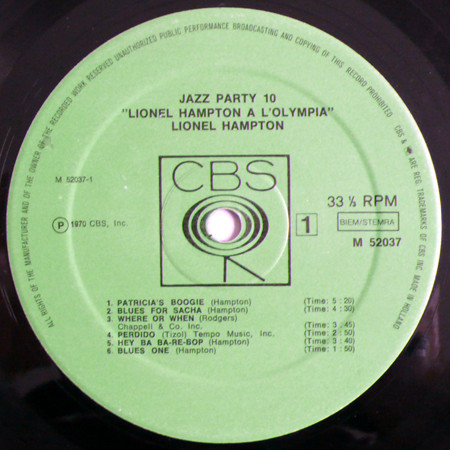 ALL RIGHTS OF THE MANUFACTURER AND OF THE OWNER OF THE RECORDED WORK RESERVED UNAUTHORIZED PUBLIC PERFORMANCE BROADCASTING AND COPYING OF THIS RECORD PROHIBITED
CBS & ARE REG. TRADEMARKS OF CBS INC. MADE IN HOLLAND
JAZZ PARTY 10
"LIONEL HAMPTON A L'OLYMPIA"
LIONEL HAMPTON
M 52037-1
CBS
33 ⅓ RPM
℗ 1970 CBS, Inc.
1
BIEM/STEMRA
M 52037
1. PATRICIA'S BOOGIE (Hampton) (Time: 5 : 20)
2. BLUES FOR SACHA (Hampton) (Time: 4 : 30)
3. WHERE OR WHEN (Rodgers)
Chappell & Co. Inc. (Time: 3 : 45)
4. PERDIDO (Tizol) Tempo Music, Inc. (Time: 2 : 50)
5. HEY BA BA-RE-BOP (Hampton) (Time: 3 : 40)
6. BLUES ONE (Hampton) (Time: 1 : 50)